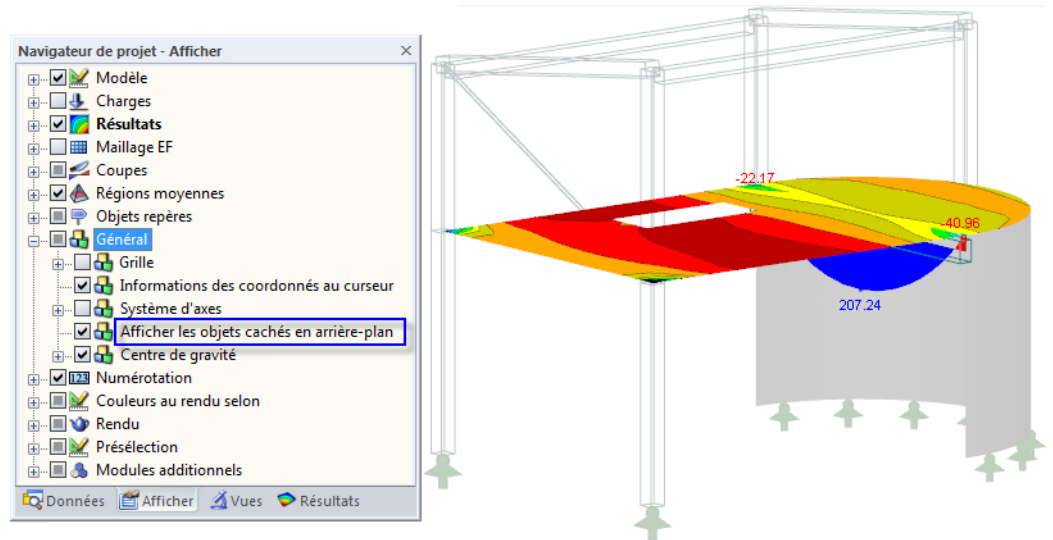 Navigateur de projet - Afficher
Modèle
Charges
Résultats
Maillage EF
Coupes
Régions moyennes
Objets repères
Général
Grille
Informations des coordonnés au curseur
Système d'axes
Afficher les objets cachés en arrière-plan
Centre de gravité
123 Numérotation
Couleurs au rendu selon
Rendu
Présélection
Modules additionnels
Données Afficher Vues Résultats
-22.17
-40.96
207.24